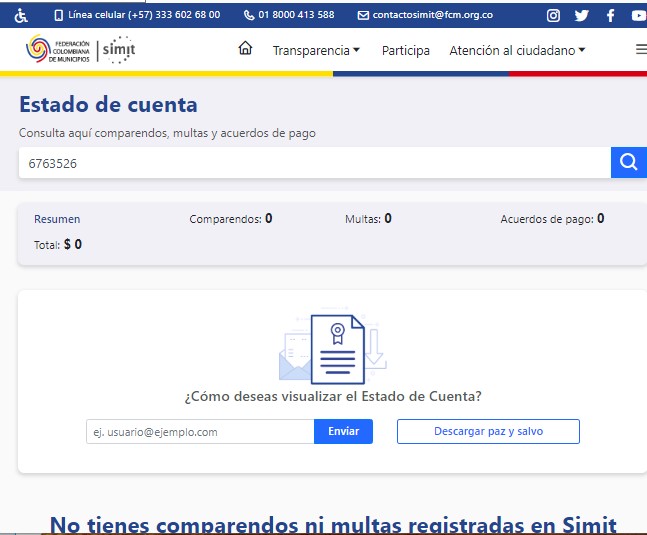 Línea celular (+57) 333 602 68 00 01 8000 413 588 contactosimit@fcm.org.co
FEDERACIÓN
COLOMBIANA
DE MUNICIPIOS
simit
Transparencia Participa Atención al ciudadano
Estado de cuenta
Consulta aquí comparendos, multas y acuerdos de pago
6763526
Resumen Comparendos: 0 Multas: 0 Acuerdos de pago: 0
Total: $ 0
¿Cómo deseas visualizar el Estado de Cuenta?
ej. usuario@ejemplo.com Enviar Descargar paz y salvo
No tienes comparendos ni multas registradas en Simit